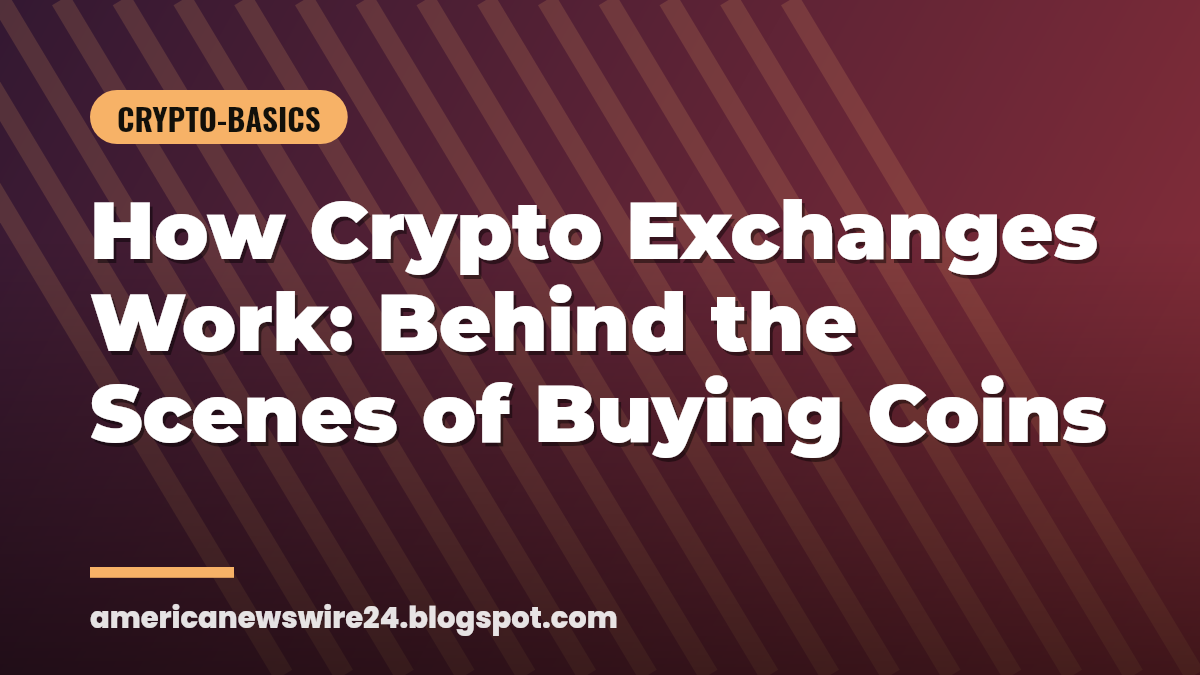 CRYPTO-BASICS
How Crypto Exchanges
Work: Behind the
Scenes of Buying Coins
americanewswire24.blogspot.com